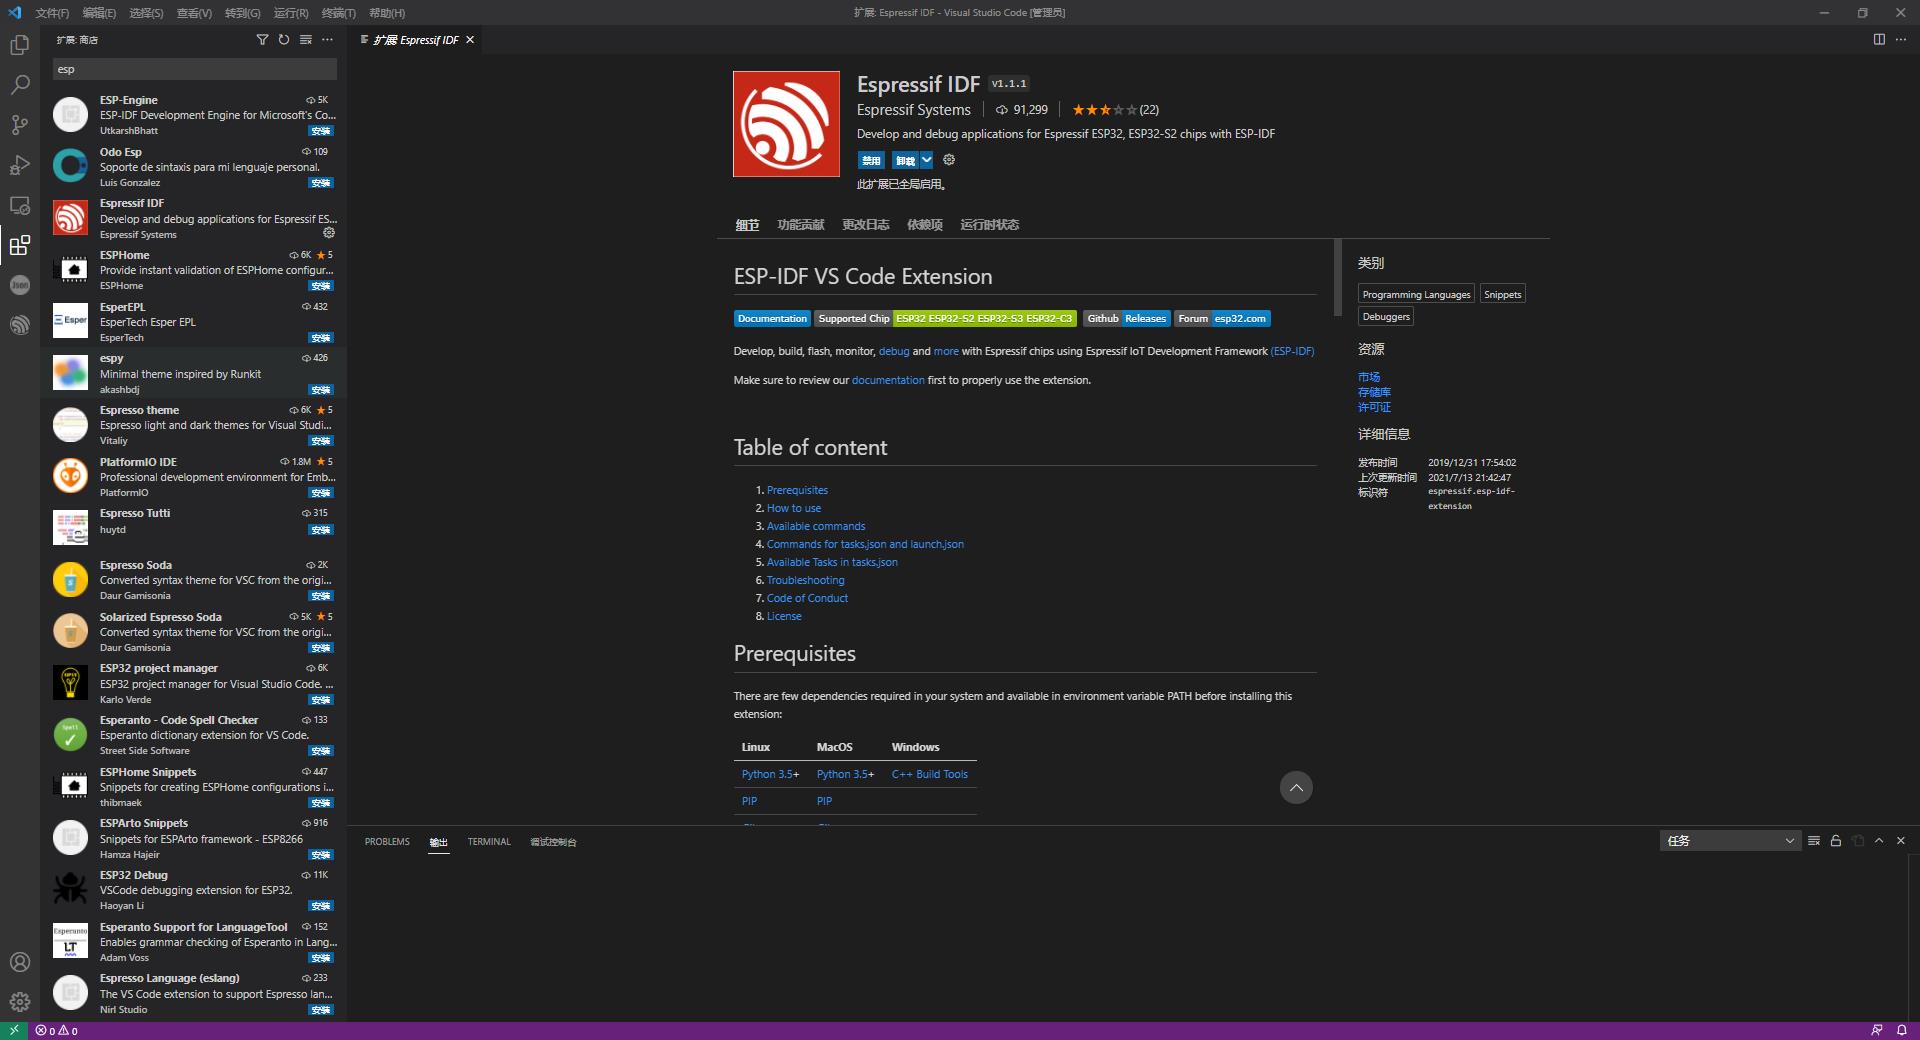 文件(F) 编辑(E) 选择(S) 查看(V) 转到(G) 运行(R) 终端(T) 帮助(H)
扩展: Espressif IDF - Visual Studio Code [管理员]
扩展: 商店
esp
ESP-Engine 5K
ESP-IDF Development Engine for Microsoft's Co...
UtkarshBhatt 安装
Odo Esp 109
Soporte de sintaxis para mi lenguaje personal.
Luis Gonzalez 安装
Espressif IDF
Develop and debug applications for Espressif ES...
Espressif Systems
ESPHome 6K 5
Provide instant validation of ESPHome configur...
ESPHome 安装
EsperEPL 432
EsperTech Esper EPL
EsperTech 安装
Esper
espy 426
Minimal theme inspired by Runkit
akashbdj 安装
Espresso theme 6K 5
Espresso light and dark themes for Visual Studi...
Vitaliy 安装
PlatformIO IDE 1.8M 5
Professional development environment for Emb...
PlatformIO 安装
Espresso Tutti 315
huytd 安装
Espresso Soda 2K
Converted syntax theme for VSC from the origi...
Daur Gamisonia 安装
Solarized Espresso Soda 5K 5
Converted syntax theme for VSC from the origi...
Daur Gamisonia 安装
ESP32 project manager 6K
ESP32 project manager for Visual Studio Code. ...
Karlo Verde 安装
Esperanto - Code Spell Checker 133
Esperanto dictionary extension for VS Code.
Street Side Software 安装
Spell
ESPHome Snippets 447
Snippets for creating ESPHome configurations i...
thibmaek 安装
ESPArto Snippets 916
Snippets for ESPArto framework - ESP8266
Hamza Hajeir 安装
ESP32 Debug 11K
VSCode debugging extension for ESP32.
Haoyan Li 安装
Esperanto Support for LanguageTool 152
Enables grammar checking of Esperanto in Lang...
Adam Voss 安装
Esperanto
LT
Espresso Language (eslang) 233
The VS Code extension to support Espresso lan...
Nirl Studio 安装
扩展 Espressif IDF
Espressif IDF v1.1.1
Espressif Systems 91,299 (22)
Develop and debug applications for Espressif ESP32, ESP32-S2 chips with ESP-IDF
禁用 卸载
此扩展已全局启用。
细节 功能贡献 更改日志 依赖项 运行时状态
ESP-IDF VS Code Extension
Documentation Supported Chip ESP32 ESP32-S2 ESP32-S3 ESP32-C3 Github Releases Forum esp32.com
Develop, build, flash, monitor, debug and more with Espressif chips using Espressif IoT Development Framework (ESP-IDF)
Make sure to review our documentation first to properly use the extension.
Table of content
1. Prerequisites
2. How to use
3. Available commands
4. Commands for tasks.json and launch.json
5. Available Tasks in tasks.json
6. Troubleshooting
7. Code of Conduct
8. License
Prerequisites
There are few dependencies required in your system and available in environment variable PATH before installing this
extension:
Linux MacOS Windows
Python 3.5+ Python 3.5+ C++ Build Tools
PIP PIP
类别
Programming Languages Snippets
Debuggers
资源
市场
存储库
许可证
详细信息
发布时间 2019/12/31 17:54:02
上次更新时间 2021/7/13 21:42:47
标识符 espressif.esp-idf-
extension
PROBLEMS 输出 TERMINAL 调试控制台
任务
0 0